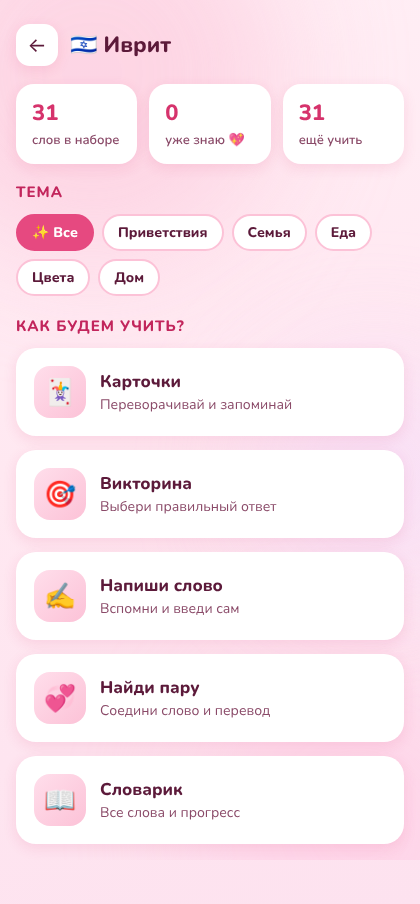 ←
🇮🇱 Иврит
31
слов в наборе
0
уже знаю 💖
31
ещё учить
ТЕМА
✨ Все
Приветствия
Семья
Еда
Цвета
Дом
КАК БУДЕМ УЧИТЬ?
Карточки
Переворачивай и запоминай
Викторина
Выбери правильный ответ
Напиши слово
Вспомни и введи сам
Найди пару
Соедини слово и перевод
Словарик
Все слова и прогресс